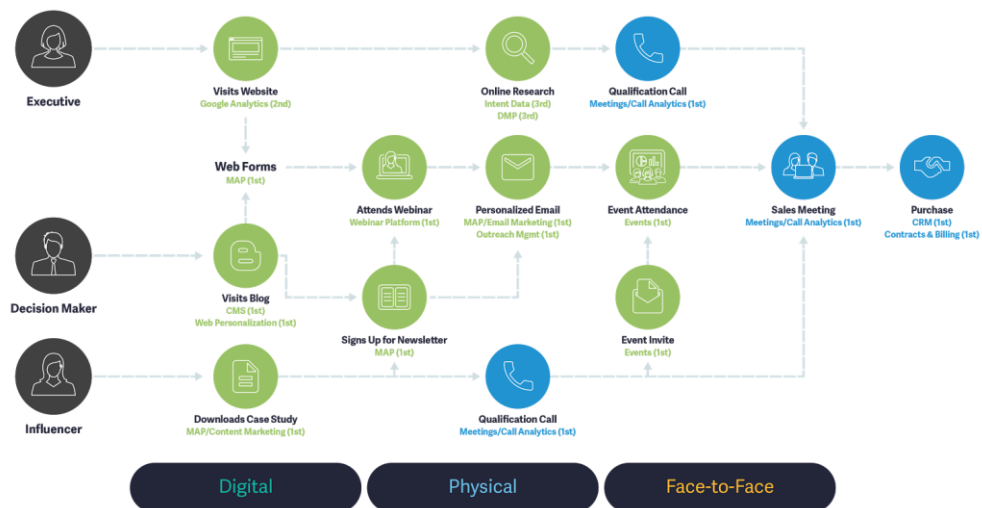 Executive
Visits Website
Google Analytics (2nd)
Online Research
Intent Data (3rd)
DMP (3rd)
Qualification Call
Meetings/Call Analytics (1st)
Web Forms
MAP (1st)
Attends Webinar
Webinar Platform (1st)
Personalized Email
MAP/Email Marketing (1st)
Outreach Mgmt (1st)
Event Attendance
Events (1st)
Sales Meeting
Meetings/Call Analytics (1st)
Purchase
CRM (1st)
Contracts & Billing (1st)
Decision Maker
Visits Blog
CMS (1st)
Web Personalization (1st)
Signs Up for Newsletter
MAP (1st)
Event Invite
Events (1st)
Influencer
Downloads Case Study
MAP/Content Marketing (1st)
Qualification Call
Meetings/Call Analytics (1st)
Digital
Physical
Face-to-Face